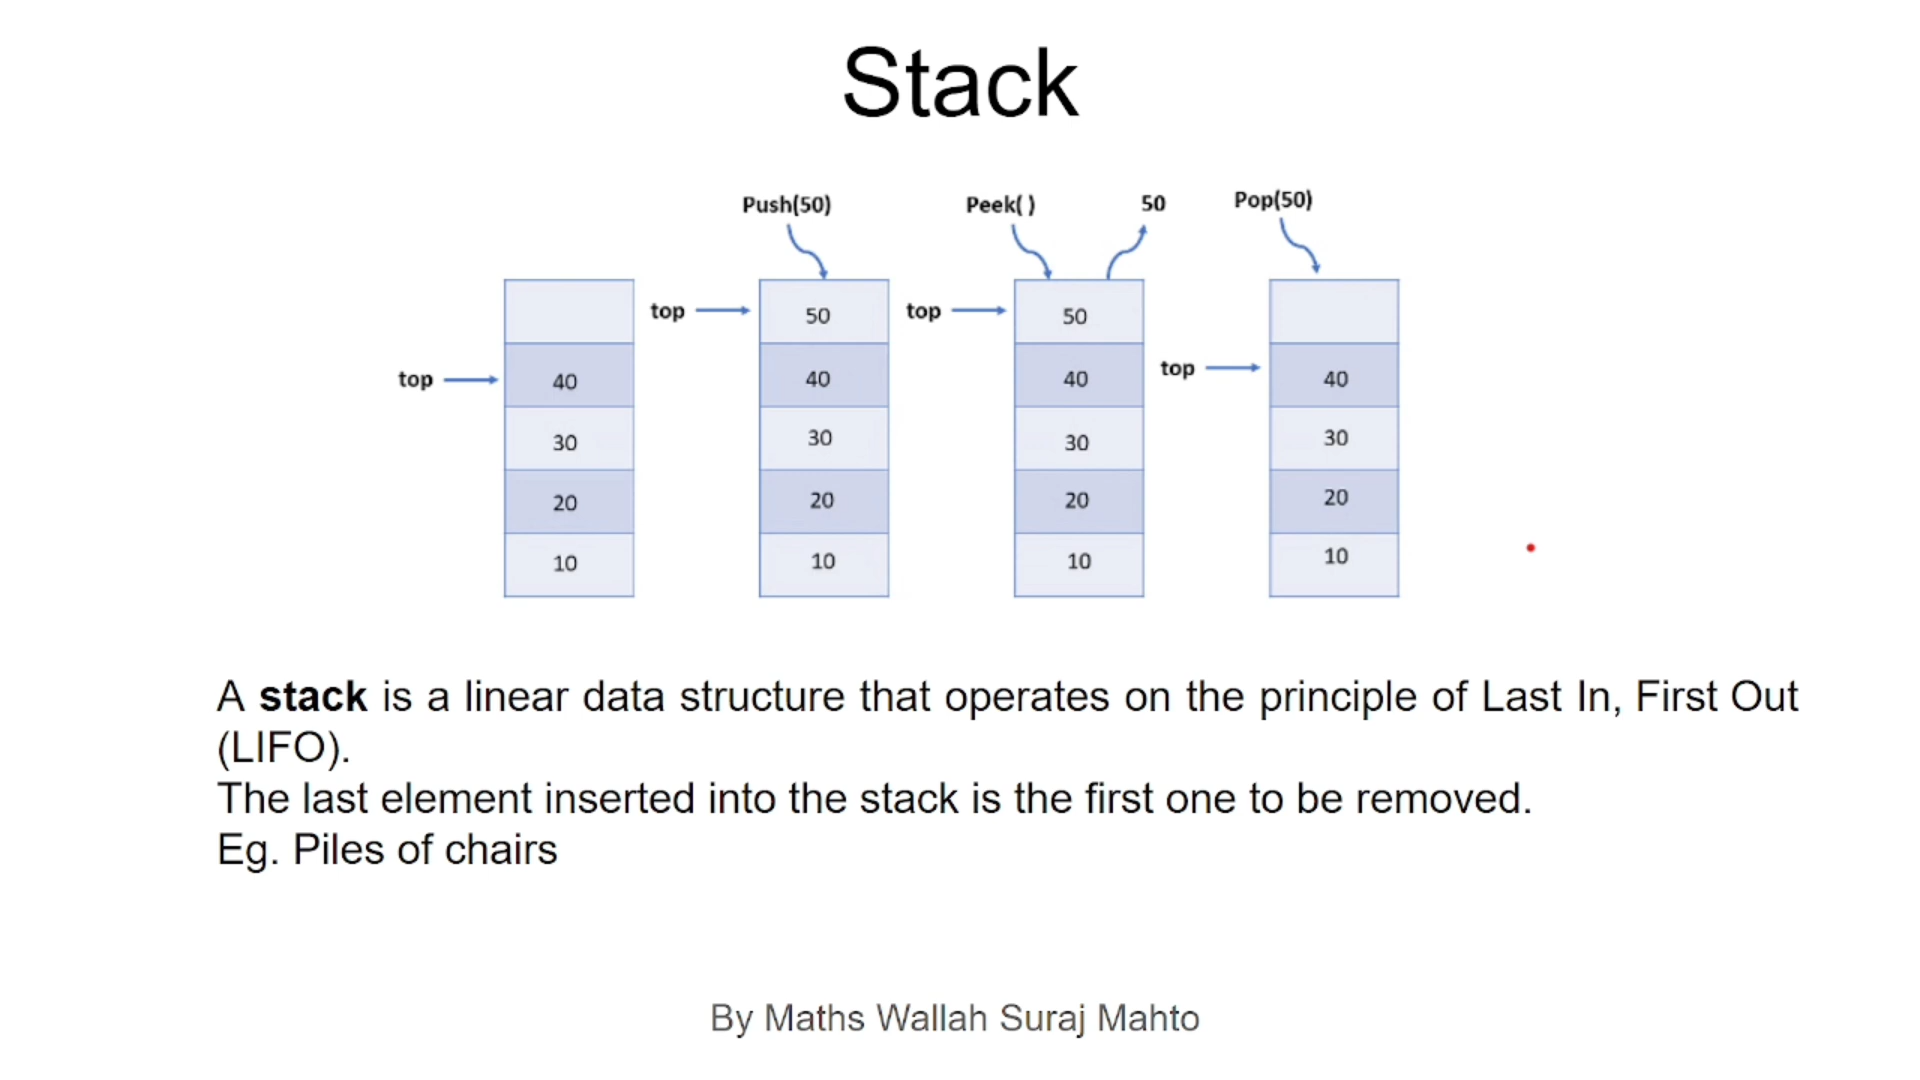 Stack
Push(50)
Peek( )
50
Pop(50)
top
40
30
20
10
top
50
40
30
20
10
top
50
40
30
20
10
top
40
30
20
10
A stack is a linear data structure that operates on the principle of Last In, First Out
(LIFO).
The last element inserted into the stack is the first one to be removed.
Eg. Piles of chairs
By Maths Wallah Suraj Mahto